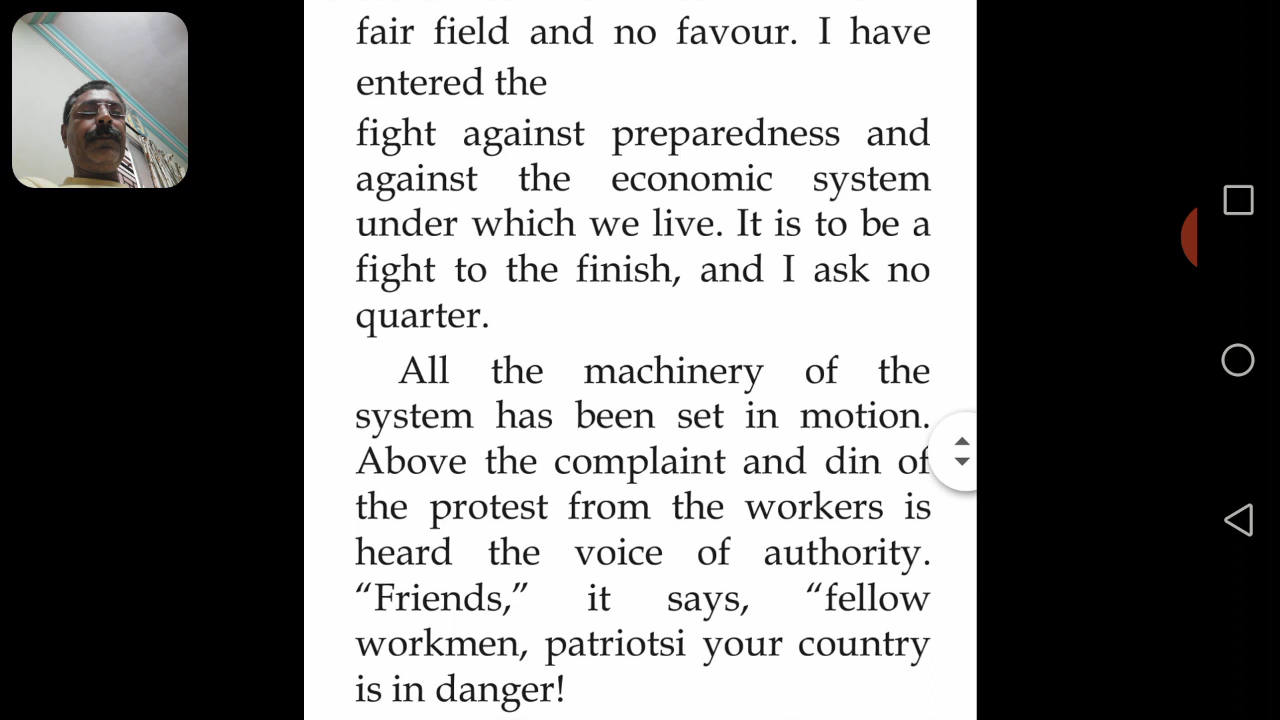 fair field and no favour. I have
entered the
fight against preparedness and
against the economic system
under which we live. It is to be a
fight to the finish, and I ask no
quarter.
All the machinery of the
system has been set in motion.
Above the complaint and din of
the protest from the workers is
heard the voice of authority.
“Friends,” it says, “fellow
workmen, patriotsi your country
is in danger!